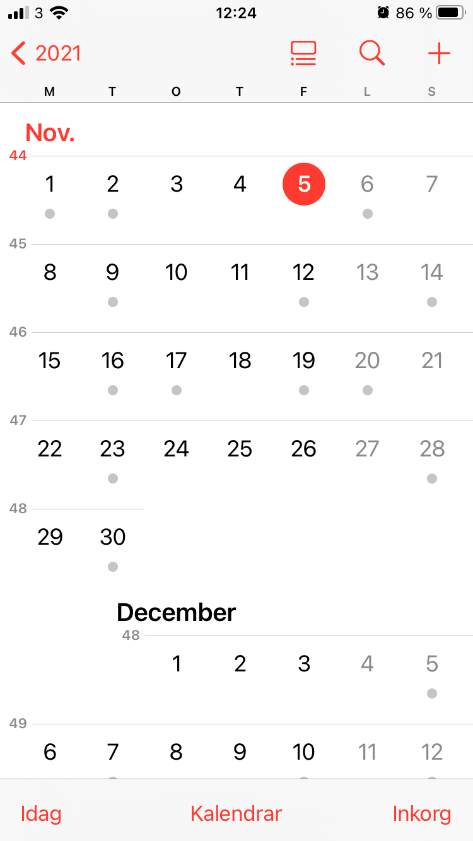 3 12:24 86 %
2021
M T O T F L S
Nov.
44
1 2 3 4 5 6 7
45
8 9 10 11 12 13 14
46
15 16 17 18 19 20 21
47
22 23 24 25 26 27 28
48
29 30
December
48
1 2 3 4 5
49
6 7 8 9 10 11 12
Idag Kalendrar Inkorg